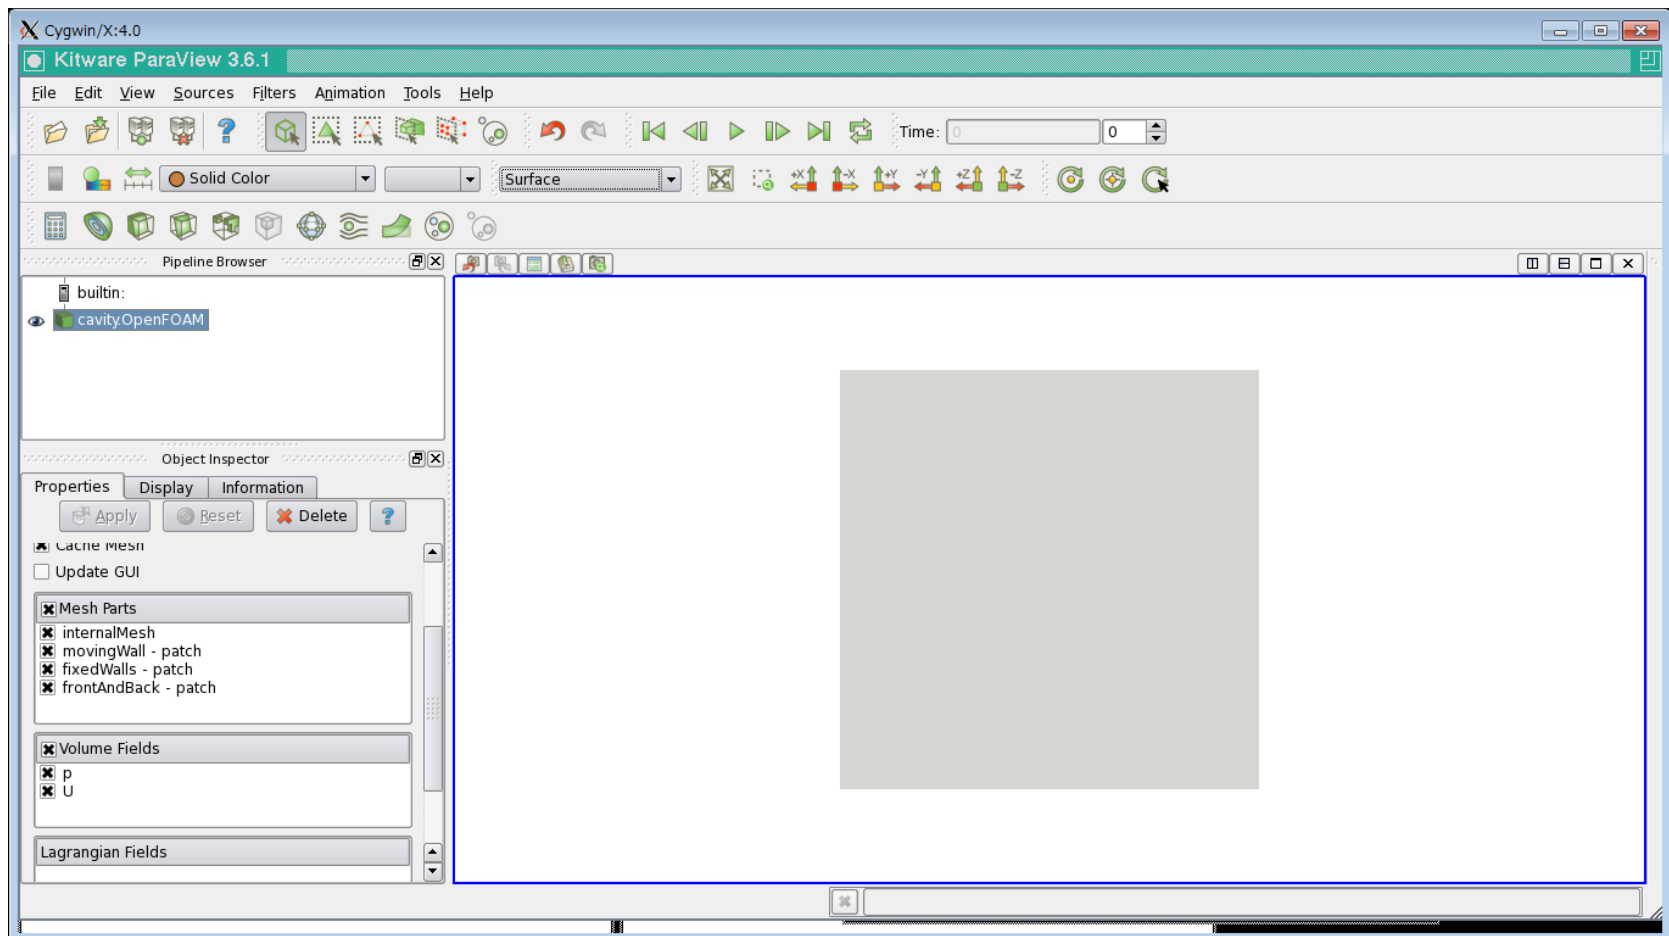 Cygwin/X:4.0
Kitware ParaView 3.6.1
File Edit View Sources Filters Animation Tools Help
Time: 0 0
Solid Color Surface
+X -X +Y -Y +Z -Z
Pipeline Browser
builtin:
cavity.OpenFOAM
Object Inspector
Properties Display Information
Apply Reset Delete ?
Cache Mesh
Update GUI
Mesh Parts
internalMesh
movingWall - patch
fixedWalls - patch
frontAndBack - patch
Volume Fields
p
U
Lagrangian Fields